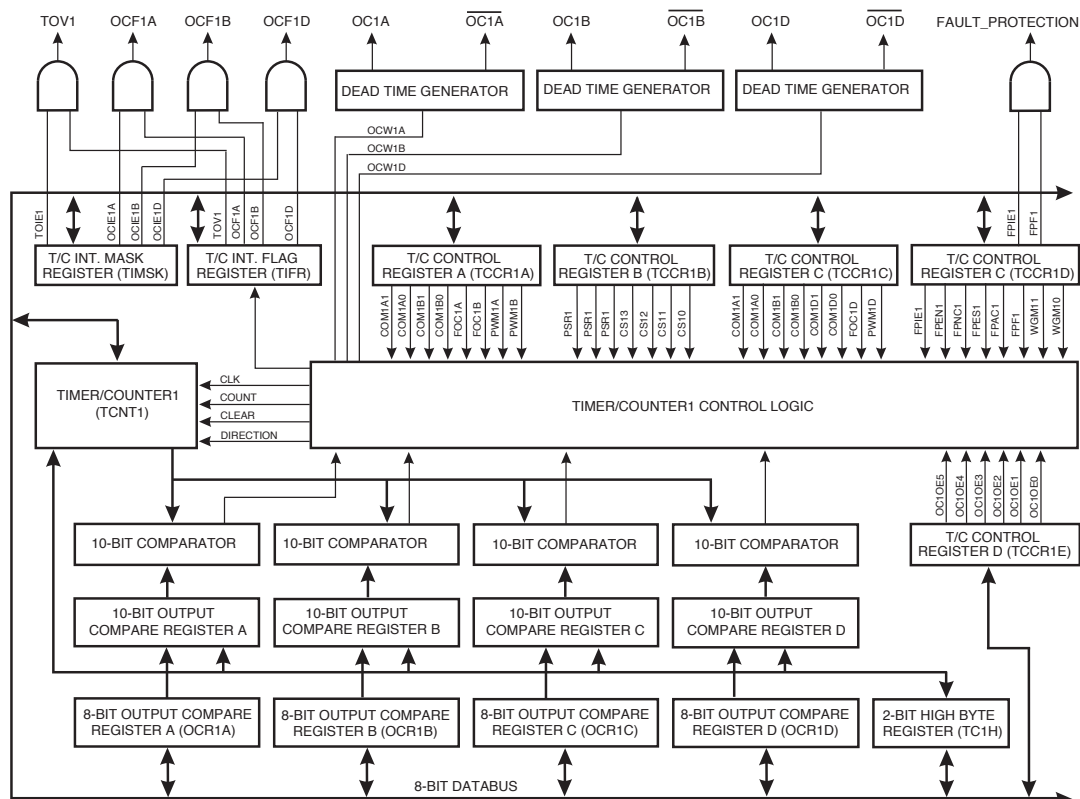 TOV1 OCF1A OCF1B OCF1D OC1A OC1A OC1B OC1B OC1D OC1D FAULT_PROTECTION
DEAD TIME GENERATOR DEAD TIME GENERATOR DEAD TIME GENERATOR
OCW1A
OCW1B
OCW1D
TOIE1 OCIE1A OCIE1B OCIE1D TOV1 OCF1A OCF1B OCF1D FPIE1 FPF1
T/C INT. MASK
REGISTER (TIMSK)
T/C INT. FLAG
REGISTER (TIFR)
T/C CONTROL
REGISTER A (TCCR1A)
T/C CONTROL
REGISTER B (TCCR1B)
T/C CONTROL
REGISTER C (TCCR1C)
T/C CONTROL
REGISTER C (TCCR1D)
COM1A1 COM1A0 COM1B1 COM1B0 FOC1A FOC1B PWM1A PWM1B
PSR1 PSR1 PSR1 CS13 CS12 CS11 CS10
COM1A1 COM1A0 COM1B1 COM1B0 COM1D1 COM1D0 FOC1D PWM1D
FPIE1 FPEN1 FPNC1 FPES1 FPAC1 FPF1 WGM11 WGM10
TIMER/COUNTER1
(TCNT1)
CLK
COUNT
CLEAR
DIRECTION
TIMER/COUNTER1 CONTROL LOGIC
OC1OE5 OC1OE4 OC1OE3 OC1OE2 OC1OE1 OC1OE0
10-BIT COMPARATOR 10-BIT COMPARATOR 10-BIT COMPARATOR 10-BIT COMPARATOR
T/C CONTROL
REGISTER D (TCCR1E)
10-BIT OUTPUT
COMPARE REGISTER A
10-BIT OUTPUT
COMPARE REGISTER B
10-BIT OUTPUT
COMPARE REGISTER C
10-BIT OUTPUT
COMPARE REGISTER D
8-BIT OUTPUT COMPARE
REGISTER A (OCR1A)
8-BIT OUTPUT COMPARE
REGISTER B (OCR1B)
8-BIT OUTPUT COMPARE
REGISTER C (OCR1C)
8-BIT OUTPUT COMPARE
REGISTER D (OCR1D)
2-BIT HIGH BYTE
REGISTER (TC1H)
8-BIT DATABUS